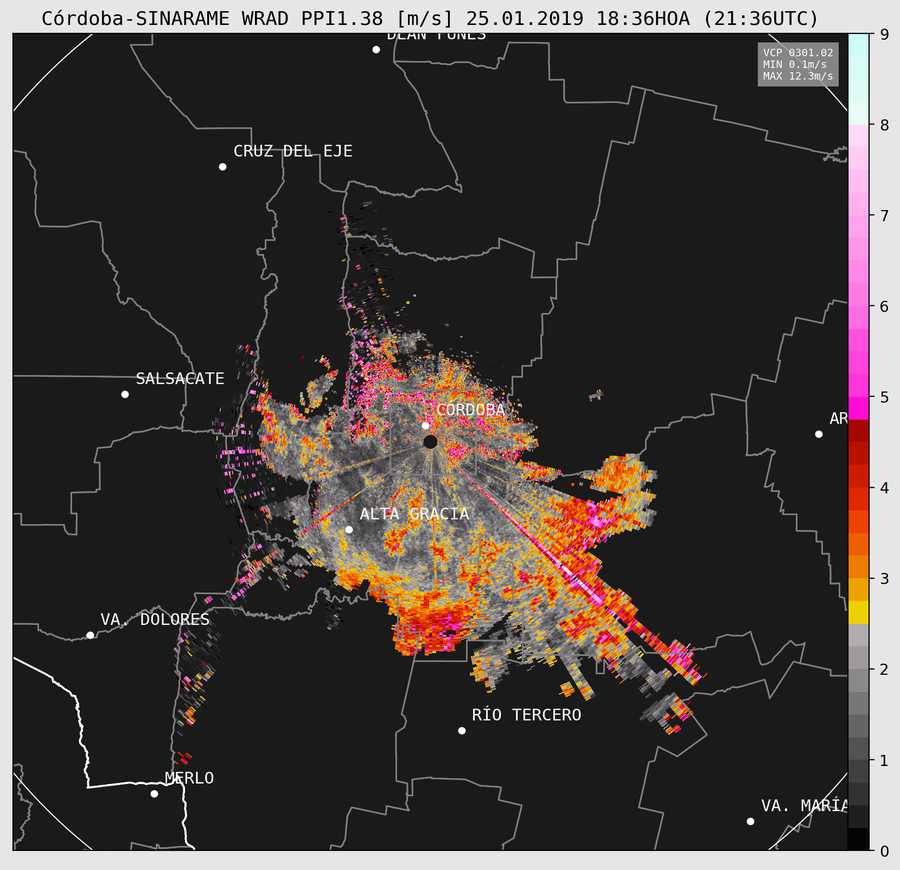 Córdoba-SINARAME WRAD PPI1.38 [m/s] 25.01.2019 18:36HOA (21:36UTC)
DEÁN FUNES
VCP 0301.02
MIN 0.1m/s
MAX 12.3m/s
CRUZ DEL EJE
SALSACATE
CÓRDOBA
AR
ALTA GRACIA
VA. DOLORES
RÍO TERCERO
MERLO
VA. MARÍA
9
8
7
6
5
4
3
2
1
0